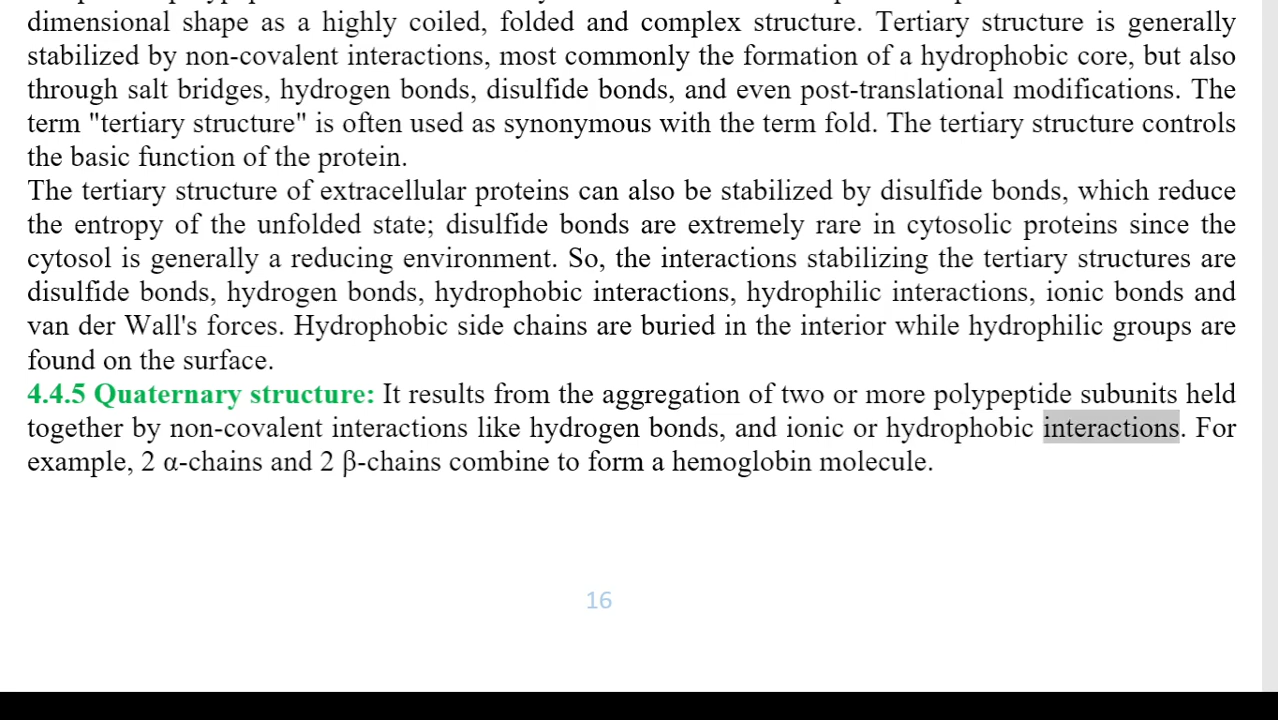 dimensional shape as a highly coiled, folded and complex structure. Tertiary structure is generally
stabilized by non-covalent interactions, most commonly the formation of a hydrophobic core, but also
through salt bridges, hydrogen bonds, disulfide bonds, and even post-translational modifications. The
term "tertiary structure" is often used as synonymous with the term fold. The tertiary structure controls
the basic function of the protein.
The tertiary structure of extracellular proteins can also be stabilized by disulfide bonds, which reduce
the entropy of the unfolded state; disulfide bonds are extremely rare in cytosolic proteins since the
cytosol is generally a reducing environment. So, the interactions stabilizing the tertiary structures are
disulfide bonds, hydrogen bonds, hydrophobic interactions, hydrophilic interactions, ionic bonds and
van der Wall's forces. Hydrophobic side chains are buried in the interior while hydrophilic groups are
found on the surface.
4.4.5 Quaternary structure: It results from the aggregation of two or more polypeptide subunits held
together by non-covalent interactions like hydrogen bonds, and ionic or hydrophobic interactions. For
example, 2 α-chains and 2 β-chains combine to form a hemoglobin molecule.
16